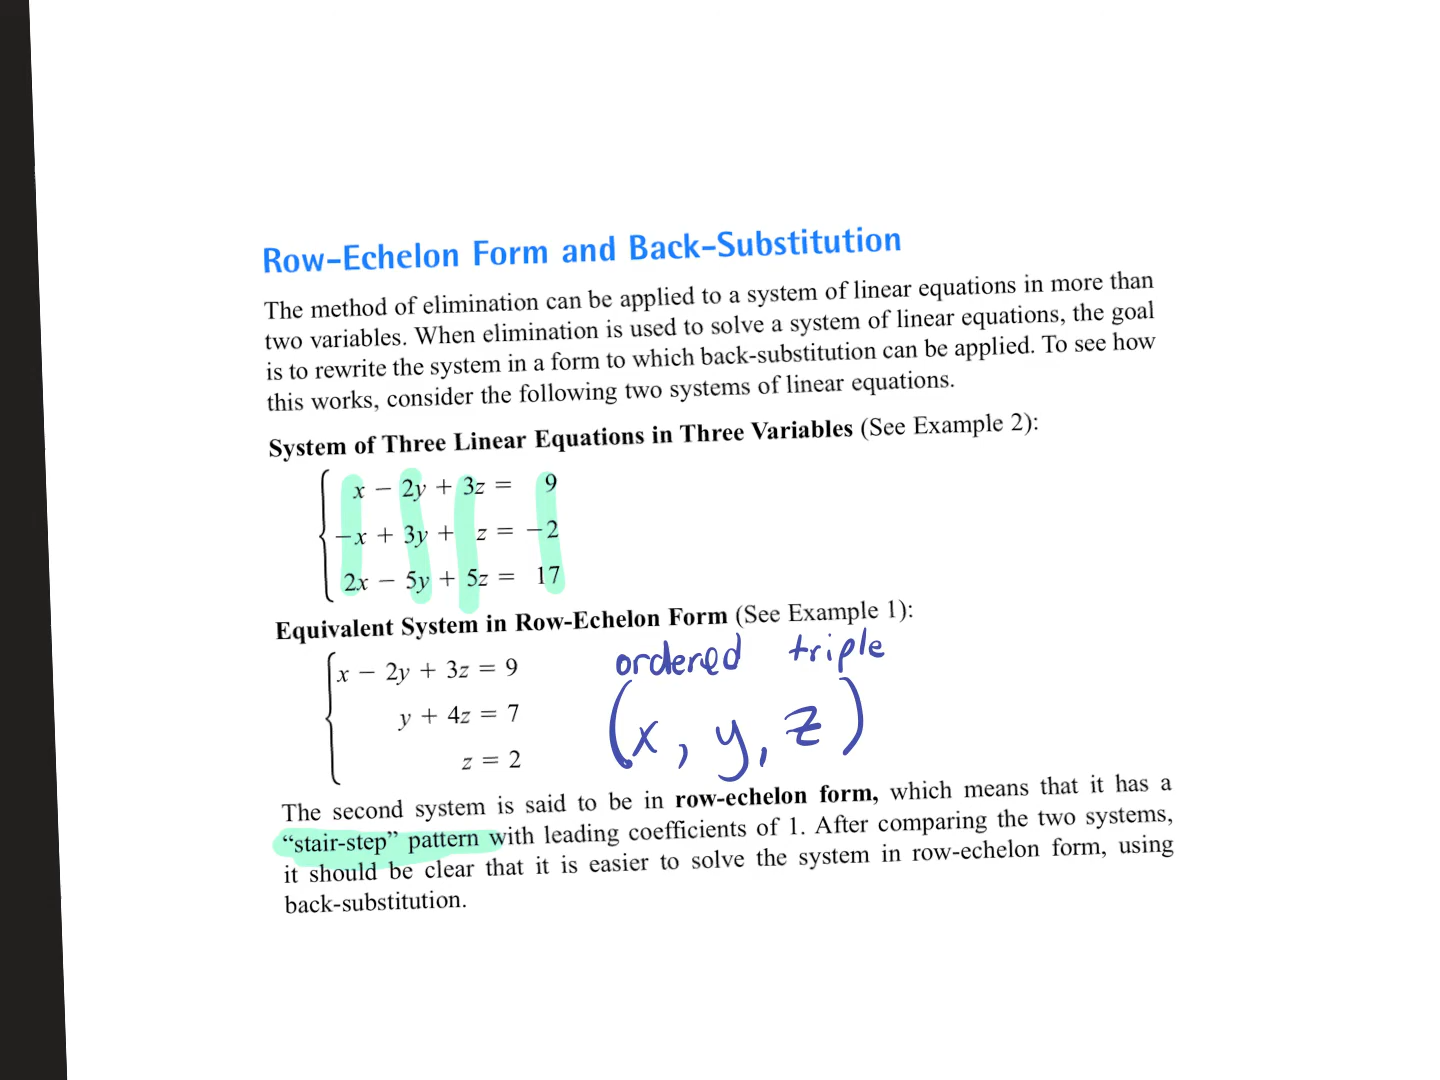 Row-Echelon Form and Back-Substitution
The method of elimination can be applied to a system of linear equations in more than
two variables. When elimination is used to solve a system of linear equations, the goal
is to rewrite the system in a form to which back-substitution can be applied. To see how
this works, consider the following two systems of linear equations.
System of Three Linear Equations in Three Variables (See Example 2):
x − 2y + 3z = 9
−x + 3y + z = −2
2x − 5y + 5z = 17
Equivalent System in Row-Echelon Form (See Example 1):
ordered triple
x − 2y + 3z = 9
y + 4z = 7
(x, y, z)
z = 2
The second system is said to be in row-echelon form, which means that it has a
“stair-step” pattern with leading coefficients of 1. After comparing the two systems,
it should be clear that it is easier to solve the system in row-echelon form, using
back-substitution.